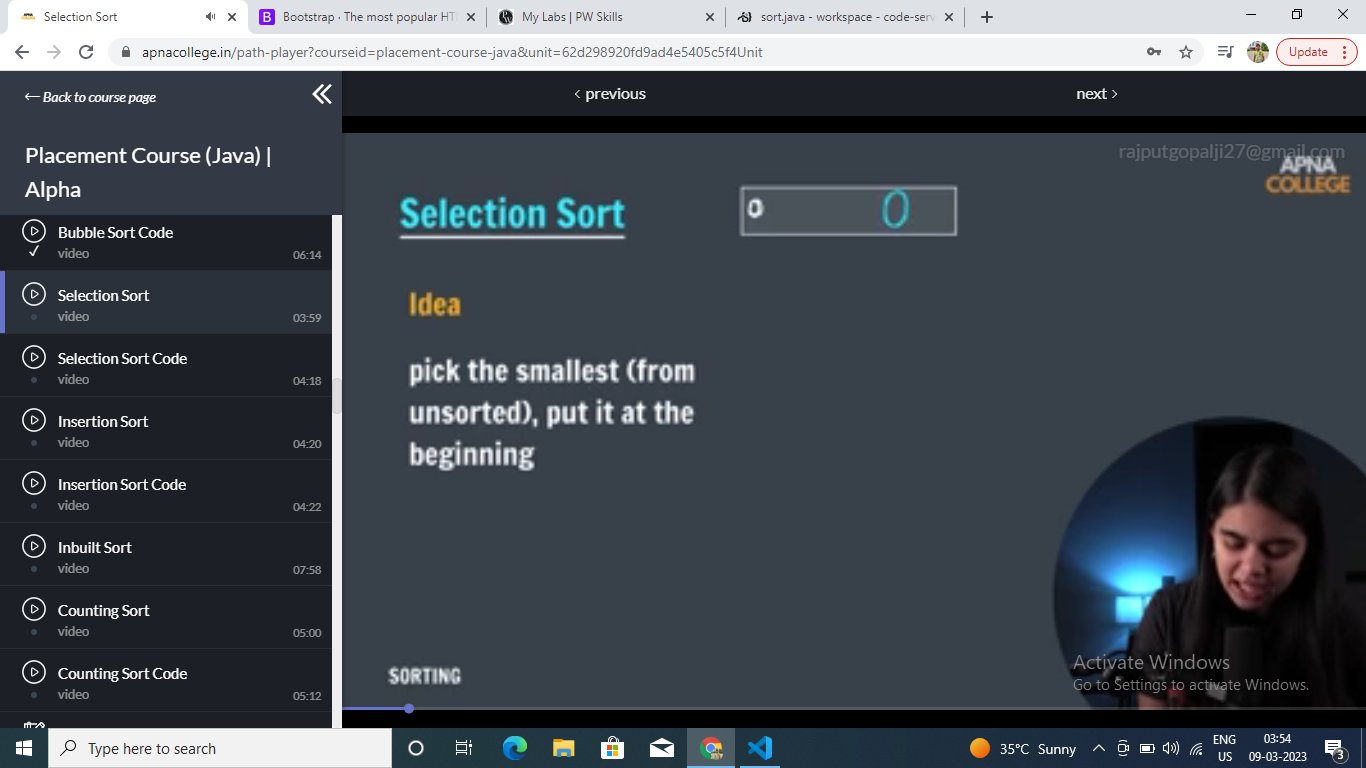 Selection Sort
Bootstrap · The most popular HT
My Labs | PW Skills
sort.java - workspace - code-serv
apnacollege.in/path-player?courseid=placement-course-java&unit=62d298920fd9ad4e5405c5f4Unit
Update
Back to course page
previous
next
Placement Course (Java) |
Alpha
rajputgopalji27@gmail.com
APNA
COLLEGE
Bubble Sort Code
video 06:14
Selection Sort
video 03:59
Selection Sort Code
video 04:18
Insertion Sort
video 04:20
Insertion Sort Code
video 04:22
Inbuilt Sort
video 07:58
Counting Sort
video 05:00
Counting Sort Code
video 05:12
Selection Sort
0 0
Idea
pick the smallest (from
unsorted), put it at the
beginning
SORTING
Activate Windows
Go to Settings to activate Windows.
Type here to search
35°C Sunny
ENG
US
03:54
09-03-2023
3